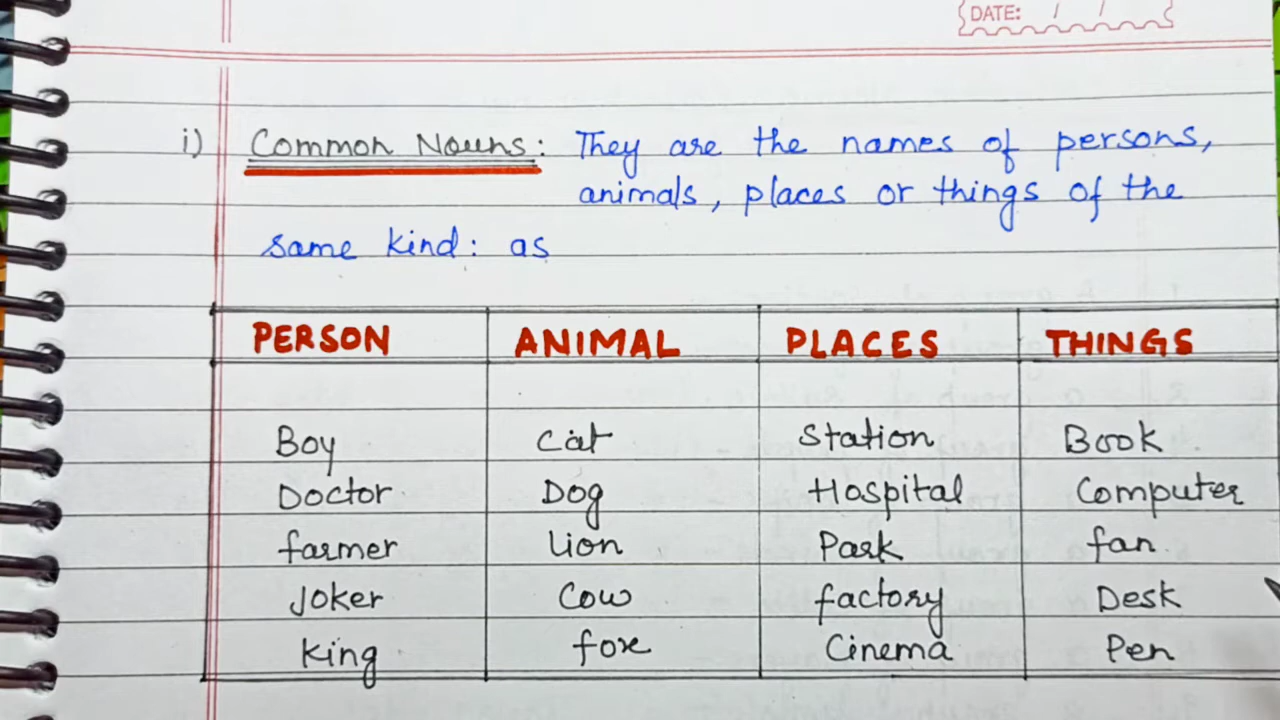 DATE: / /
i) Common Nouns: They are the names of persons,
animals, places or things of the
same kind: as
PERSON ANIMAL PLACES THINGS
Boy Cat Station Book
Doctor Dog Hospital Computer
farmer Lion Park fan
Joker Cow factory Desk
King fox Cinema Pen